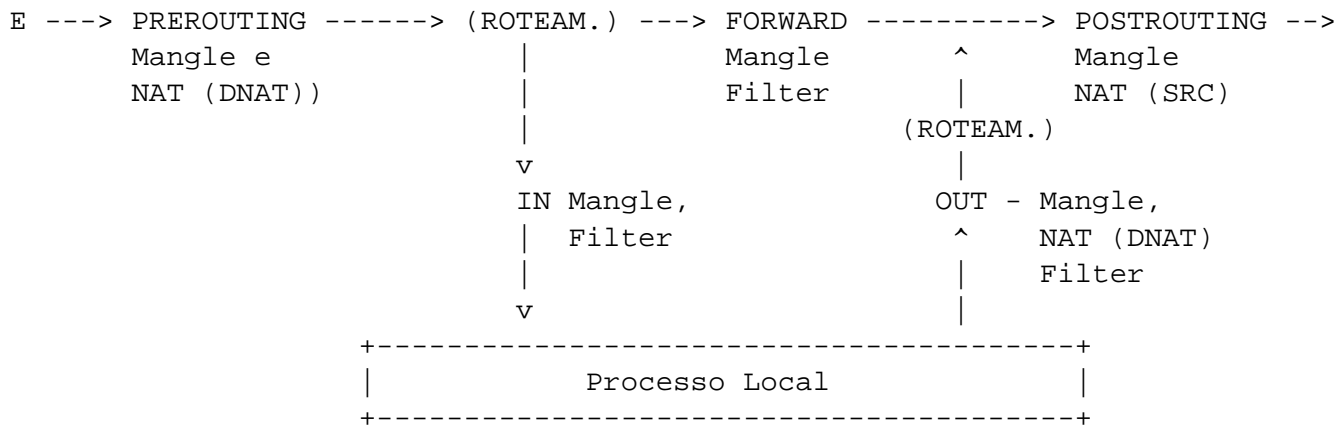 E ---> PREROUTING ------> (ROTEAM.) ---> FORWARD ----------> POSTROUTING -->
Mangle e | Mangle ^ Mangle
NAT (DNAT)) | Filter | NAT (SRC)
| (ROTEAM.)
v |
IN Mangle, OUT - Mangle,
| Filter ^ NAT (DNAT)
| | Filter
v |
+-----------------------------------------+
| Processo Local |
+-----------------------------------------+